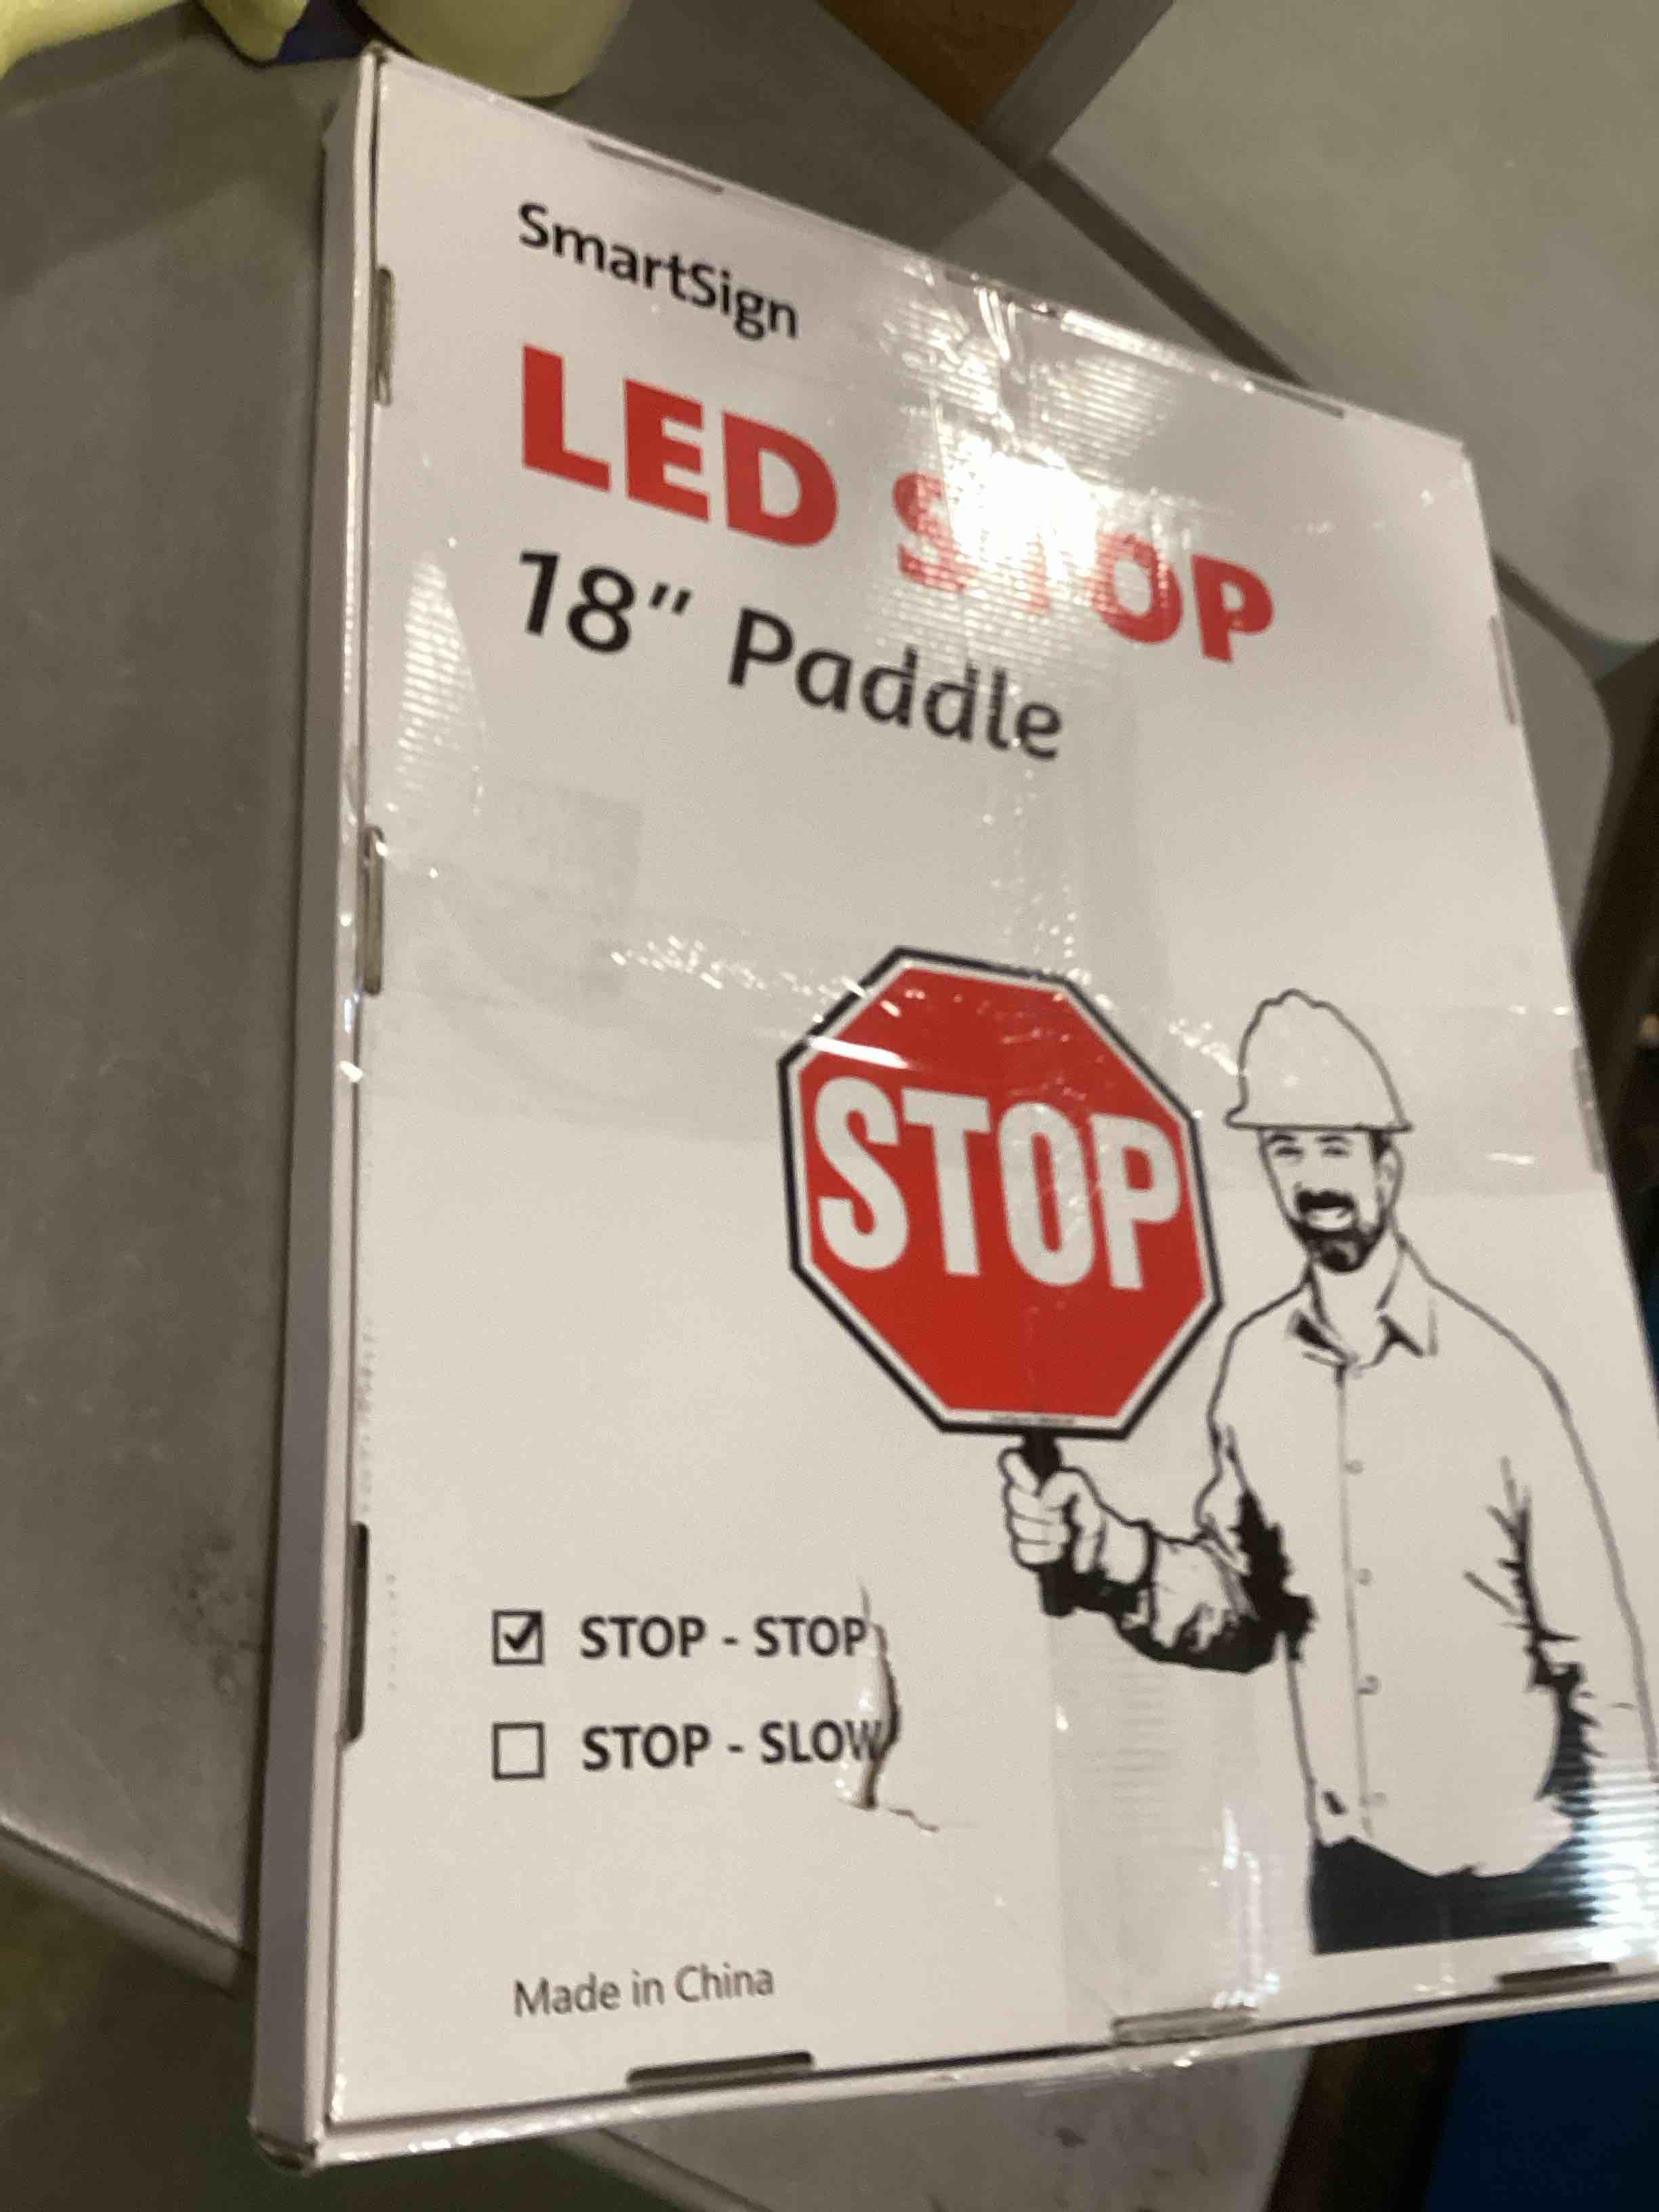 SmartSign
LED STOP
18" Paddle
STOP
STOP - STOP
STOP - SLOW
Made in China